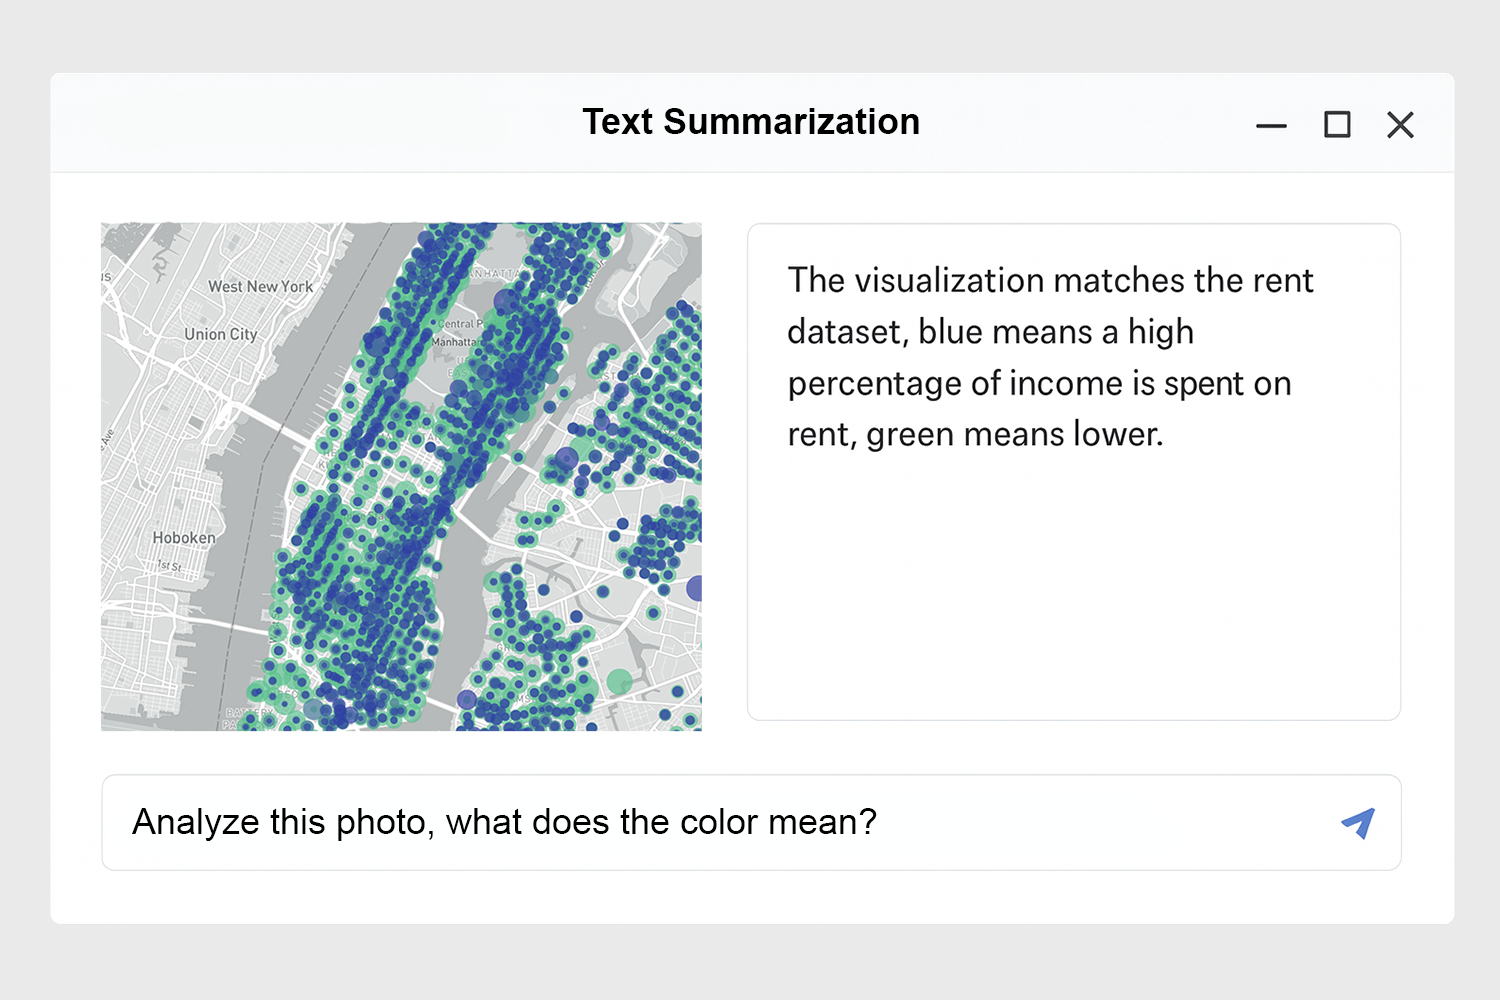 Text Summarization
West New York
Union City
Central P
Manhattan
Hoboken
1st St
Ave
The visualization matches the rent
dataset, blue means a high
percentage of income is spent on
rent, green means lower.
Analyze this photo, what does the color mean?